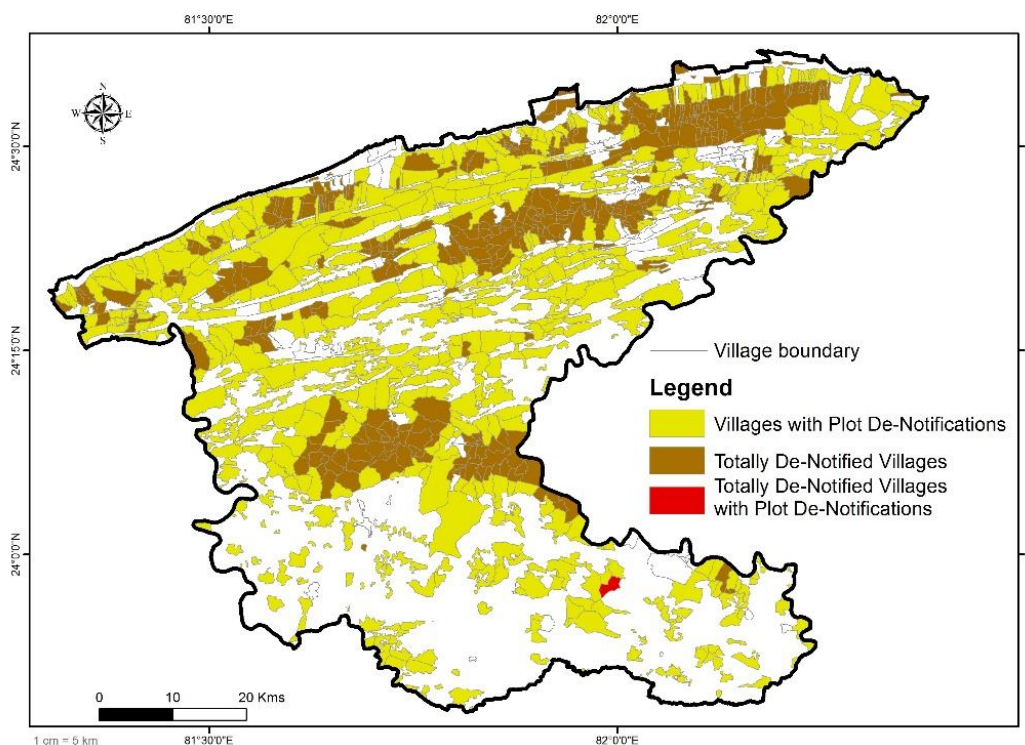 81°30'0"E 82°0'0"E
N
W E
S
24°30'0"N
24°15'0"N
24°0'0"N
Village boundary
Legend
Villages with Plot De-Notifications
Totally De-Notified Villages
Totally De-Notified Villages
with Plot De-Notifications
0 10 20 Kms
1 cm = 5 km
81°30'0"E 82°0'0"E